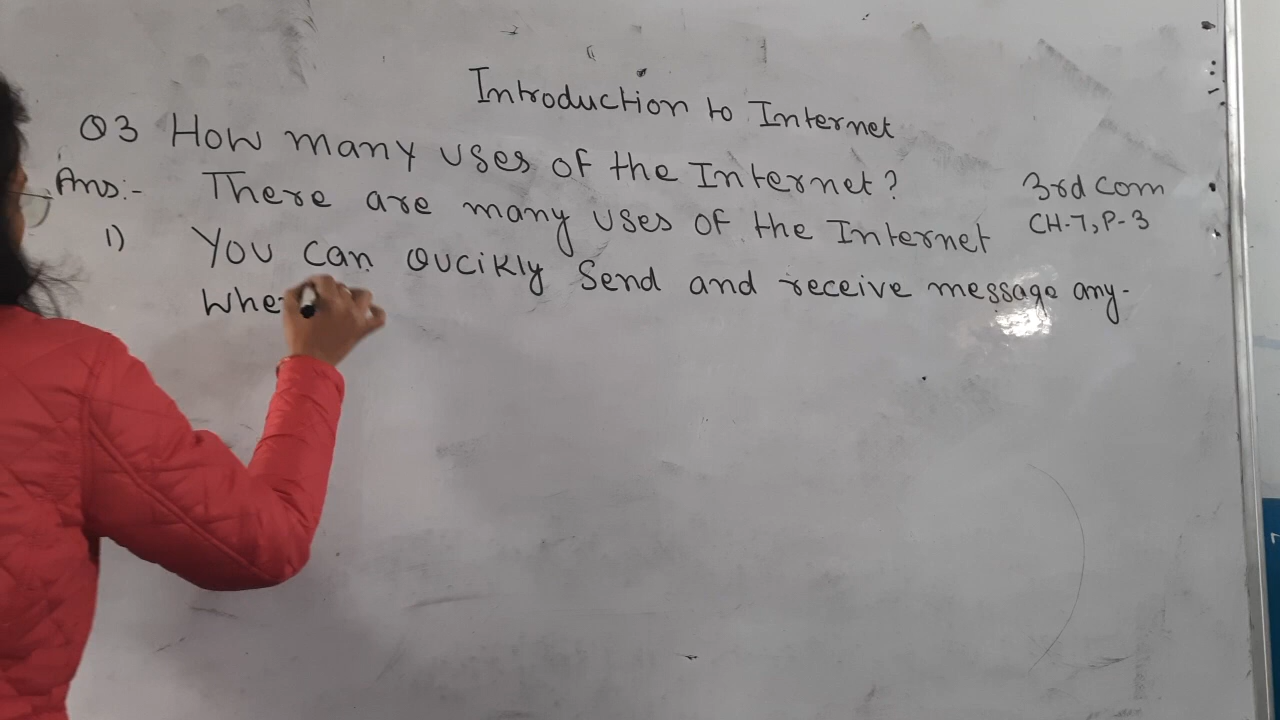 Introduction to Internet
Q3 How many uses of the Internet?
Ans:- There are many uses of the Internet
3rd Com
CH-7, P-3
1) You can Qucikly Send and receive message any-
Whe